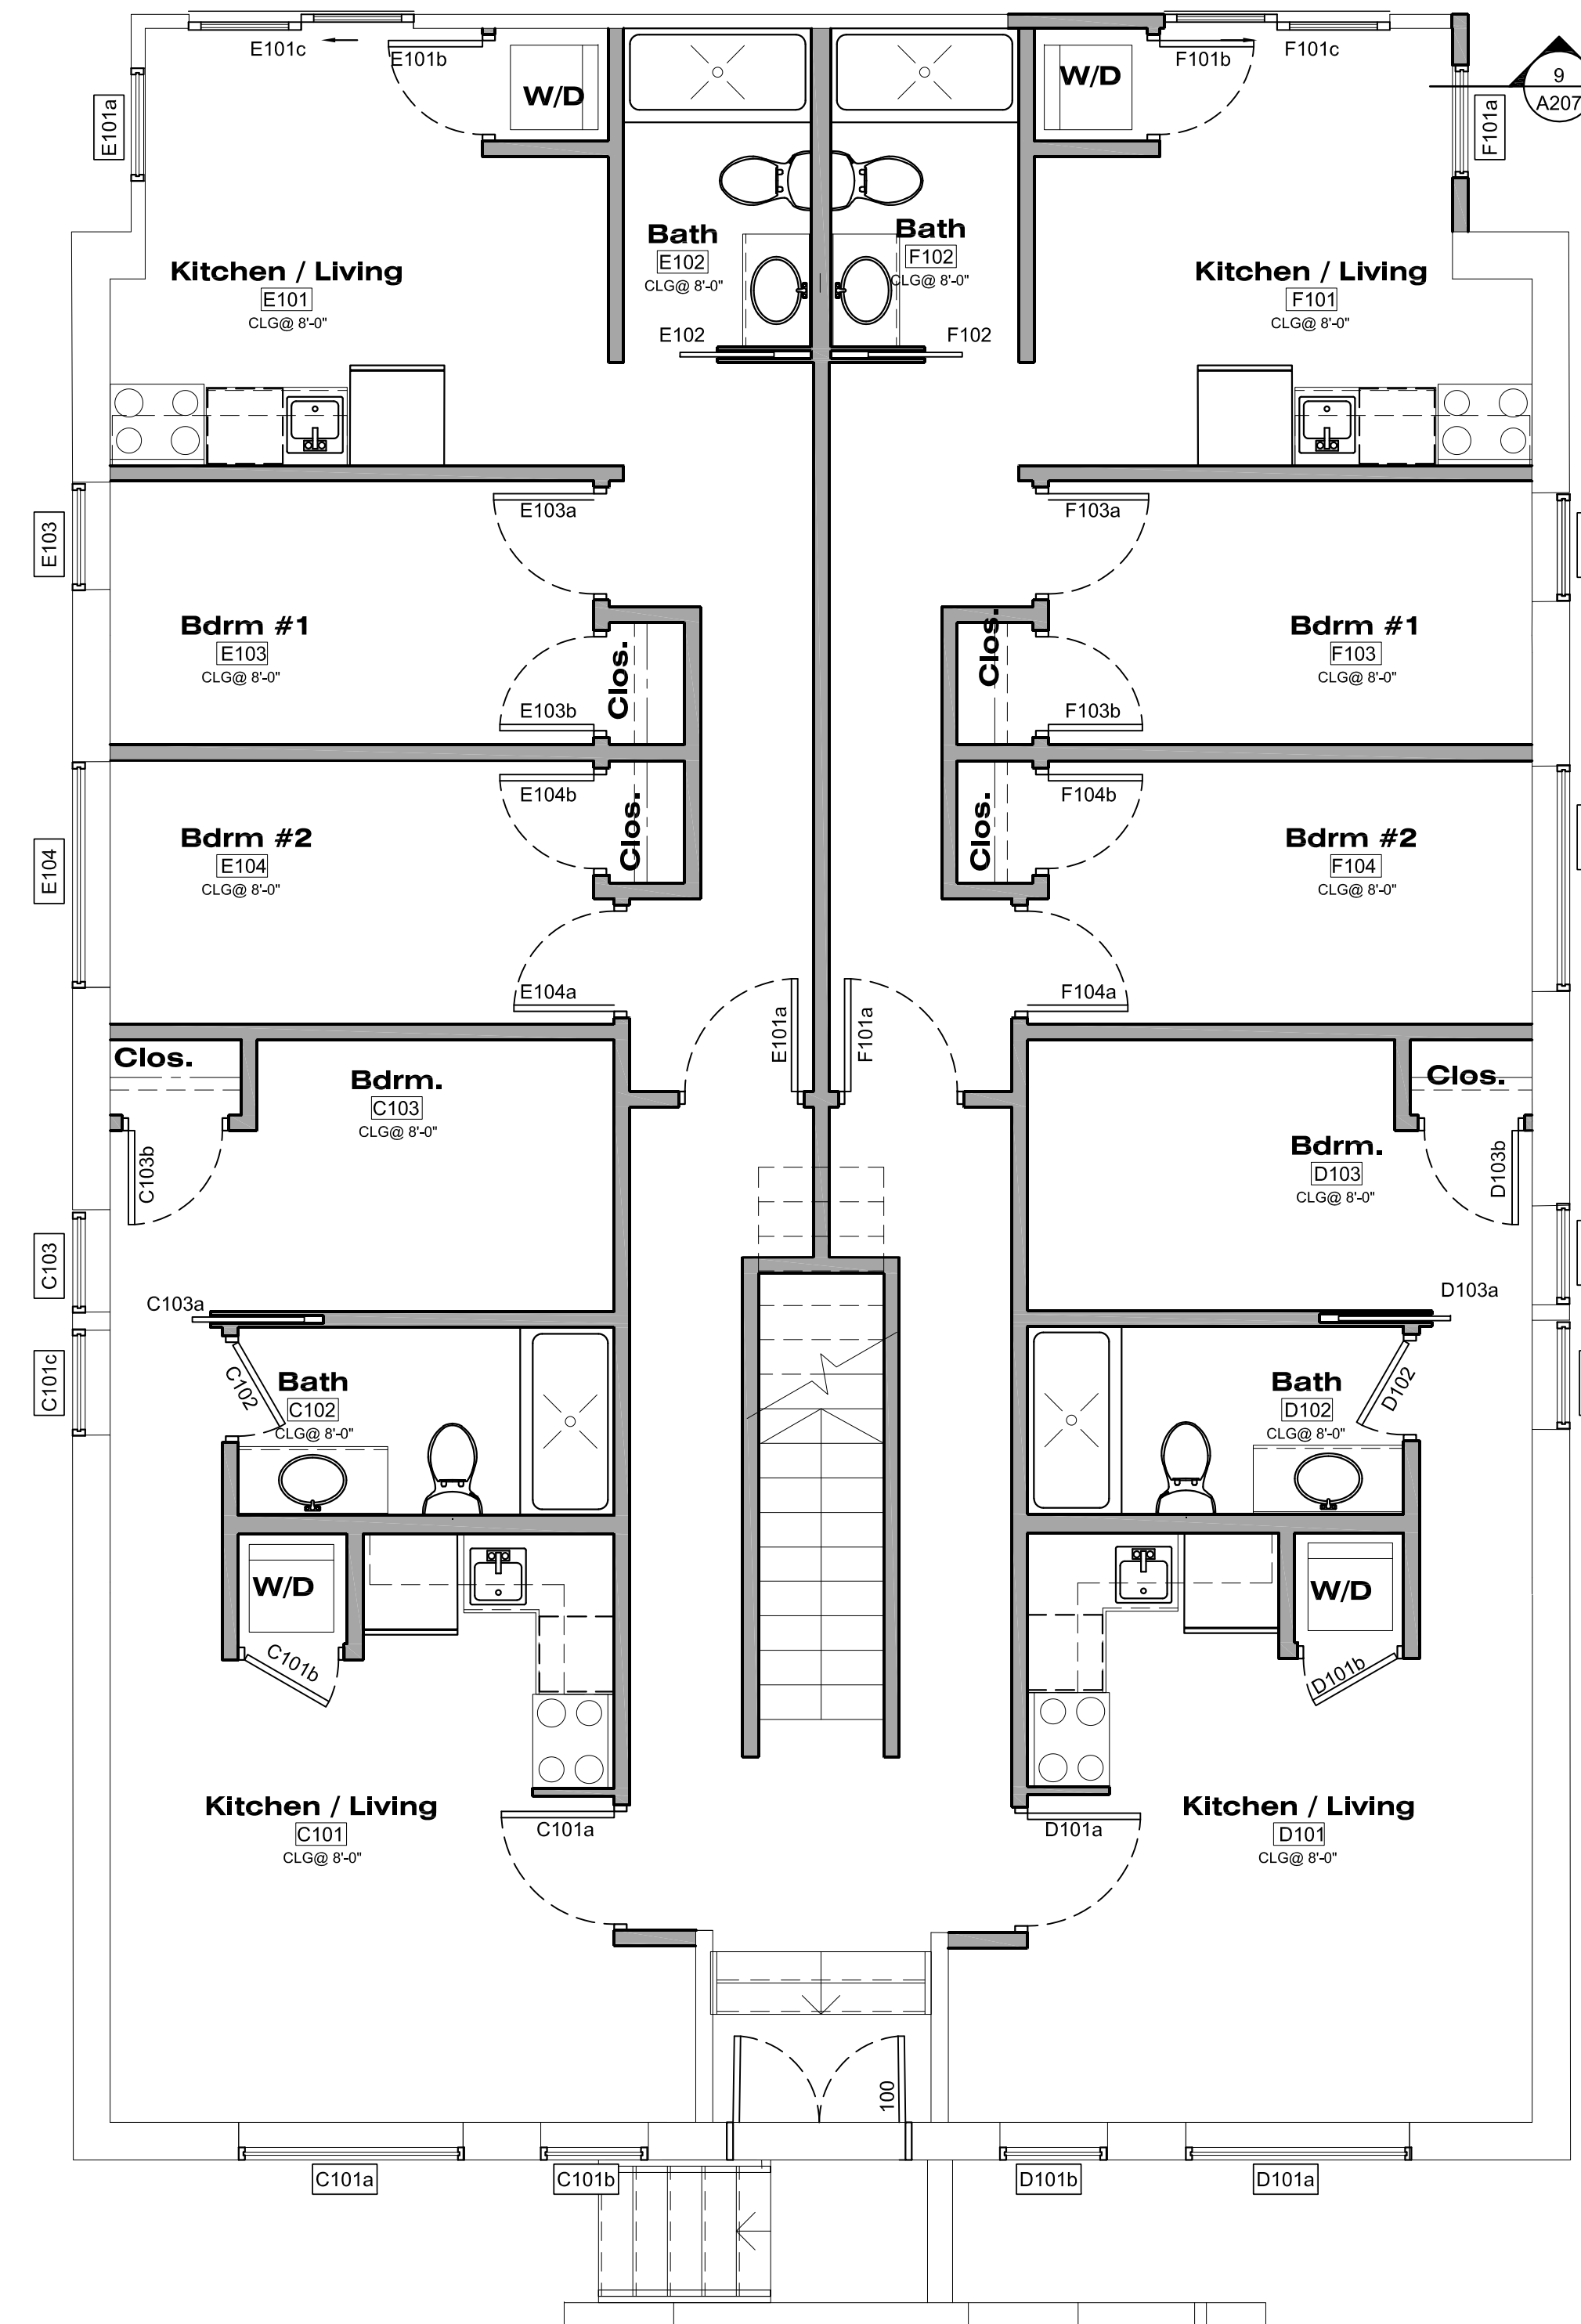 E101c
E101b
F101b
F101c
W/D
W/D
9
A207
E101a
F101a
Bath
E102
CLG@ 8'-0"
Bath
F102
CLG@ 8'-0"
Kitchen / Living
E101
CLG@ 8'-0"
Kitchen / Living
F101
CLG@ 8'-0"
E102
F102
E103a
F103a
E103
Bdrm #1
E103
CLG@ 8'-0"
Clos.
Clos.
Bdrm #1
F103
CLG@ 8'-0"
E103b
F103b
E104b
F104b
E104
Bdrm #2
E104
CLG@ 8'-0"
Clos.
Clos.
Bdrm #2
F104
CLG@ 8'-0"
E104a
F104a
E101a
F101a
Clos.
Bdrm.
C103
CLG@ 8'-0"
Clos.
Bdrm.
D103
CLG@ 8'-0"
C103b
D103b
C103
C103a
D103a
C101c
C102
Bath
C102
CLG@ 8'-0"
Bath
D102
CLG@ 8'-0"
D102
W/D
W/D
C101b
D101b
Kitchen / Living
C101
CLG@ 8'-0"
C101a
D101a
Kitchen / Living
D101
CLG@ 8'-0"
100
C101a
C101b
D101b
D101a